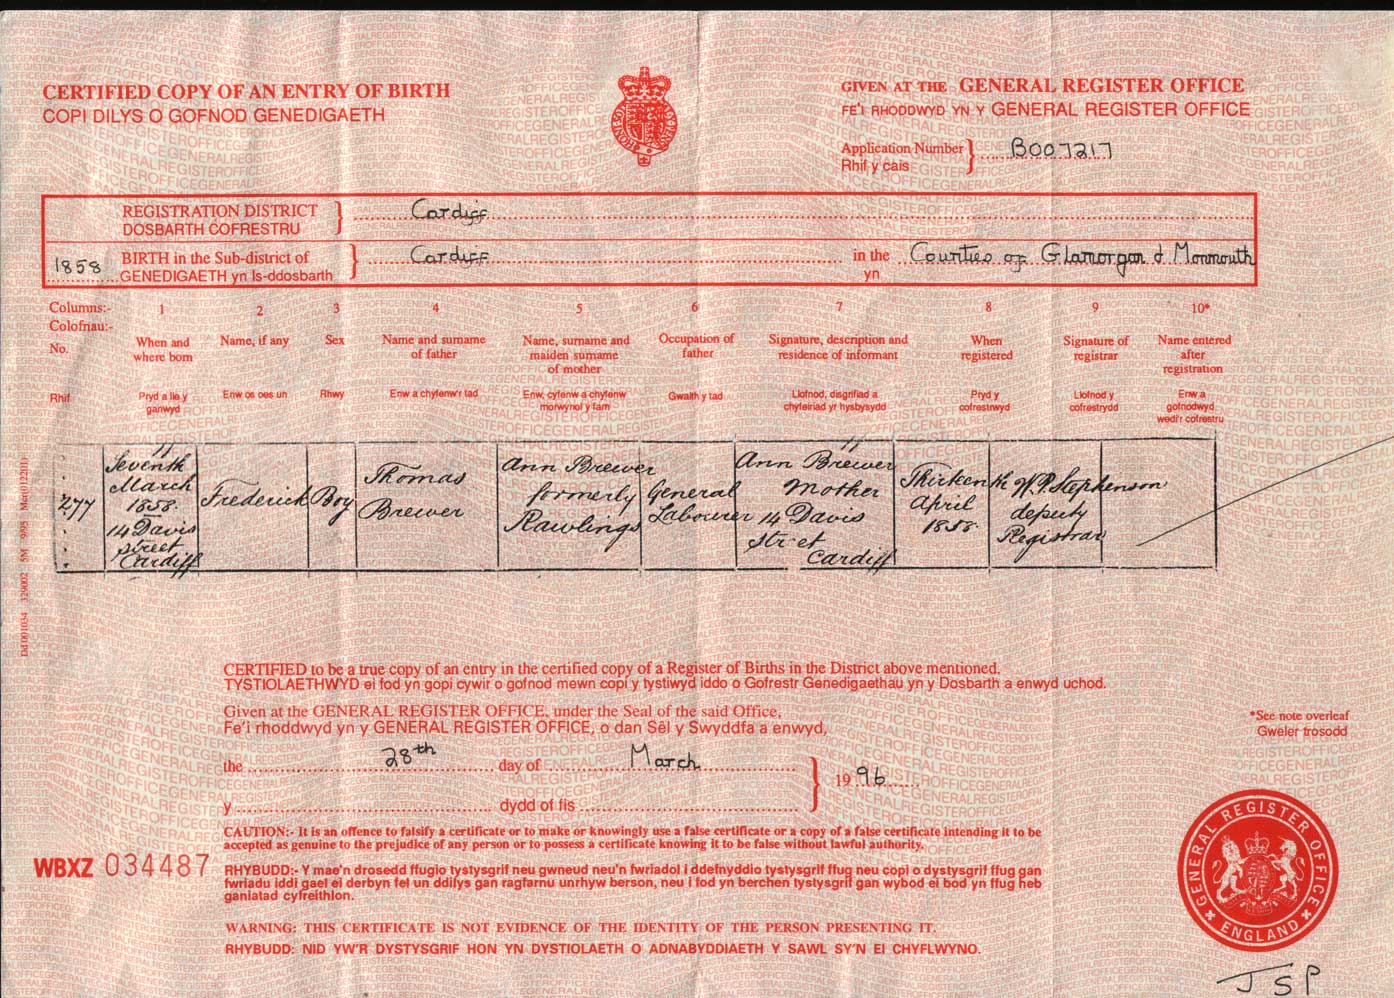 CERTIFIED COPY OF AN ENTRY OF BIRTH
COPI DILYS O GOFNOD GENEDIGAETH
GIVEN AT THE GENERAL REGISTER OFFICE
FE'I RHODDWYD YN Y GENERAL REGISTER OFFICE
Application Number
Rhif y cais
B007217
REGISTRATION DISTRICT
DOSBARTH COFRESTRU
Cardiff
1858
BIRTH in the Sub-district of
GENEDIGAETH yn Is-ddosbarth
Cardiff
in the
yn
Counties of Glamorgan & Monmouth
Columns:- 1 2 3 4 5 6 7 8 9 10*
Colofnau:-
No.
When and
where born
Name, if any
Sex
Name and surname
of father
Name, surname and
maiden surname
of mother
Occupation of
father
Signature, description and
residence of informant
When
registered
Signature of
registrar
Name entered
after
registration
Rhif
Pryd a lle y
ganwyd
Enw os oes un
Rhwy
Enw a chyfenw'r tad
Enw, cyfenw a chyfenw
morwynol y fam
Gwaith y tad
Llofnod, disgrifiad a
chyfeiriad yr hysbysydd
Pryd y
cofrestrwyd
Llofnod y
cofrestrydd
Enw a
gofnodwyd
wedi'r cofrestru
277
Seventh
March
1858
14 Davis
street
Cardiff
Frederick
Boy
Thomas
Brewer
Ann Brewer
formerly
Rawlings
General
Labourer
Ann Brewer
Mother
14 Davis
Street
Cardiff
Thirteenth
April
1858
W.P. Stephenson
deputy
Registrar
CERTIFIED to be a true copy of an entry in the certified copy of a Register of Births in the District above mentioned.
TYSTIOLAETHWYD ei fod yn gopi cywir o gofnod mewn copi y tystiwyd iddo o Gofrestr Genedigaethau yn y Dosbarth a enwyd uchod.
Given at the GENERAL REGISTER OFFICE, under the Seal of the said Office,
Fe'i rhoddwyd yn y GENERAL REGISTER OFFICE, o dan Sêl y Swyddfa a enwyd,
*See note overleaf
Gweler trosodd
the 28th day of March 19 96
y dydd of fis
CAUTION:- It is an offence to falsify a certificate or to make or knowingly use a false certificate or a copy of a false certificate intending it to be
accepted as genuine to the prejudice of any person or to possess a certificate knowing it to be false without lawful authority.
WBXZ 034487
RHYBUDD:- Y mae'n drosedd ffugio tystysgrif neu gwneud neu'n fwriadol i ddefnyddio tystysgrif ffug neu copi o dystysgrif ffug gan
fwriadu iddi gael ei derbyn fel un ddilys gan ragfarnu unrhyw berson, neu i fod yn berchen tystysgrif gan wybod ei bod yn ffug heb
ganiatad cyfreithlon.
WARNING: THIS CERTIFICATE IS NOT EVIDENCE OF THE IDENTITY OF THE PERSON PRESENTING IT.
RHYBUDD: NID YW'R DYSTYSGRIF HON YN DYSTIOLAETH O ADNABYDDIAETH Y SAWL SY'N EI CHYFLWYNO.
GENERAL REGISTER OFFICE
ENGLAND
JSP